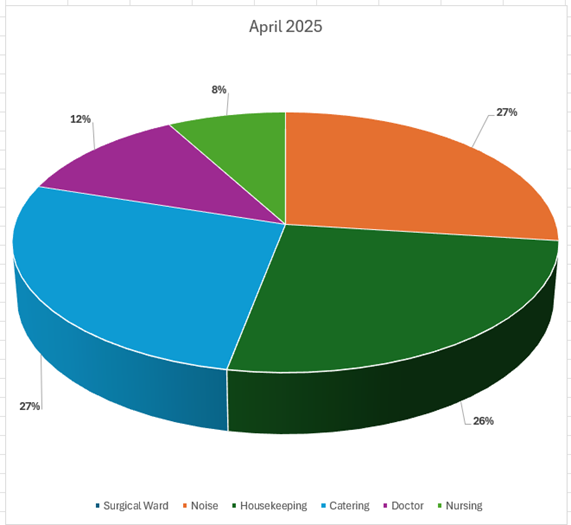 April 2025
8%
27%
12%
27%
26%
Surgical Ward Noise Housekeeping Catering Doctor Nursing